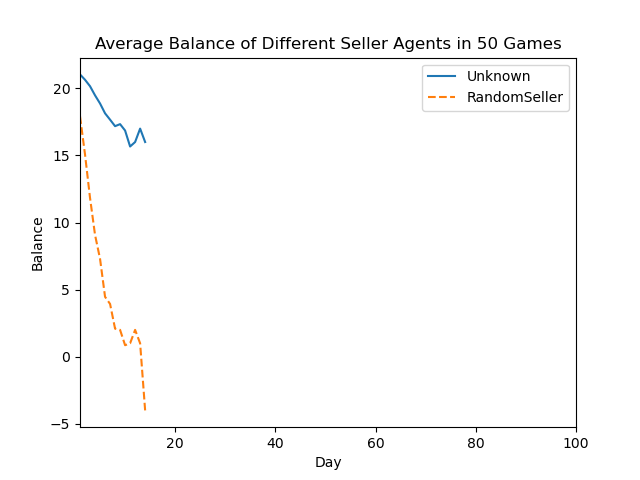 Average Balance of Different Seller Agents in 50 Games
Unknown
RandomSeller
20
15
10
5
0
−5
Balance
20
40
60
80
100
Day